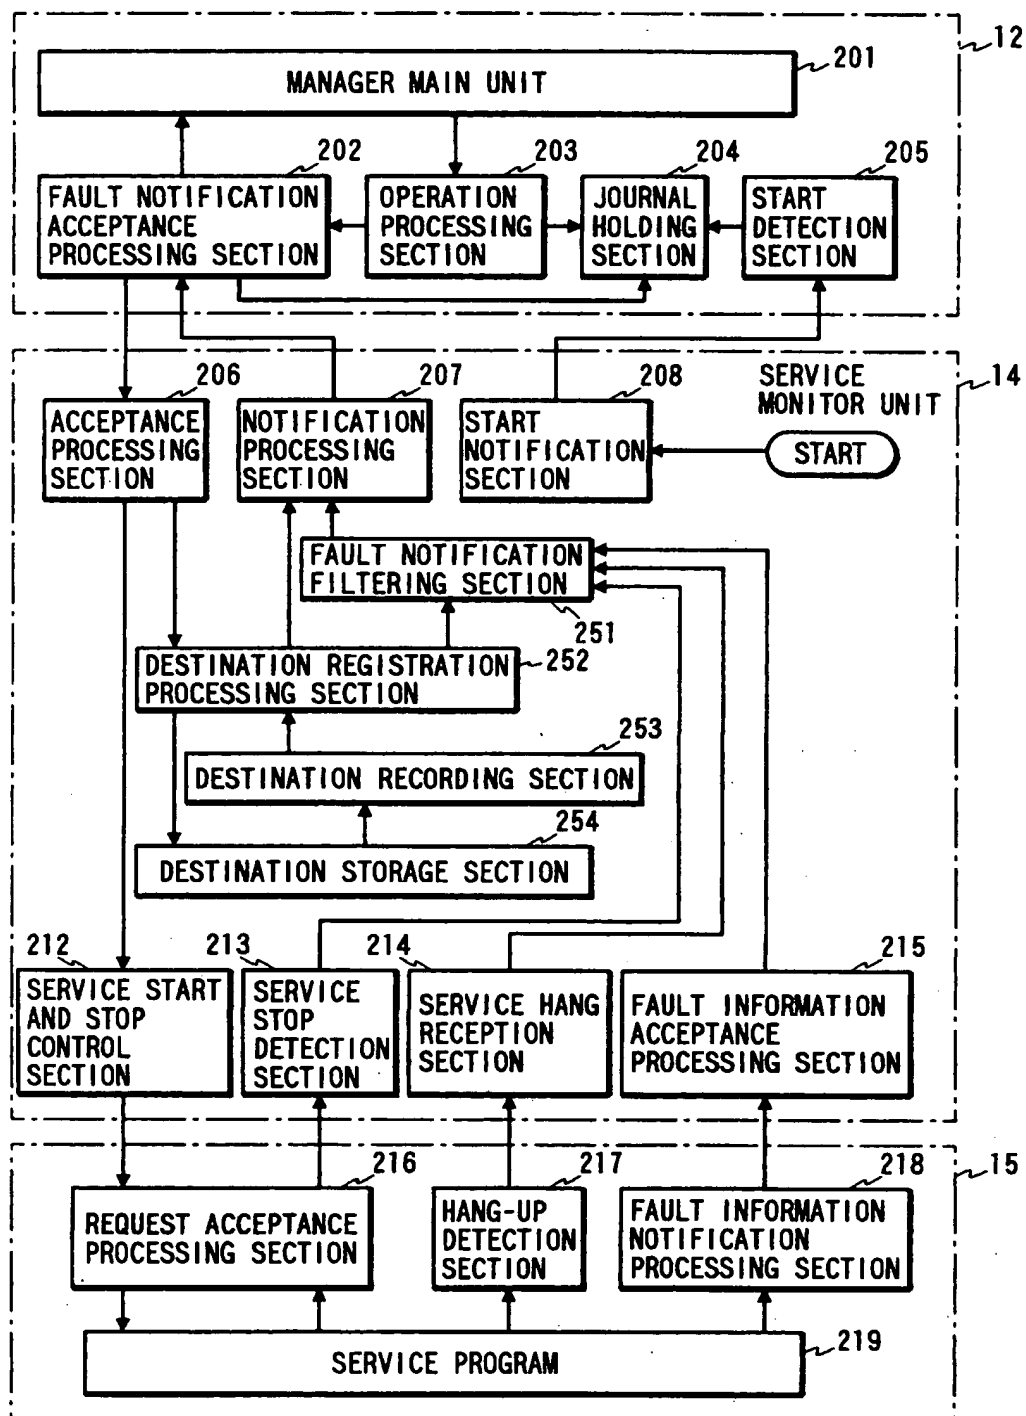 12
201
MANAGER MAIN UNIT
202
203
204
205
FAULT NOTIFICATION
ACCEPTANCE
PROCESSING SECTION
OPERATION
PROCESSING
SECTION
JOURNAL
HOLDING
SECTION
START
DETECTION
SECTION
14
206
207
208
SERVICE
MONITOR UNIT
ACCEPTANCE
PROCESSING
SECTION
NOTIFICATION
PROCESSING
SECTION
START
NOTIFICATION
SECTION
START
FAULT NOTIFICATION
FILTERING SECTION
251
DESTINATION REGISTRATION
PROCESSING SECTION
252
253
DESTINATION RECORDING SECTION
254
DESTINATION STORAGE SECTION
212
213
214
215
SERVICE START
AND STOP
CONTROL
SECTION
SERVICE
STOP
DETECTION
SECTION
SERVICE HANG
RECEPTION
SECTION
FAULT INFORMATION
ACCEPTANCE
PROCESSING SECTION
15
216
217
218
REQUEST ACCEPTANCE
PROCESSING SECTION
HANG-UP
DETECTION
SECTION
FAULT INFORMATION
NOTIFICATION
PROCESSING SECTION
SERVICE PROGRAM
219